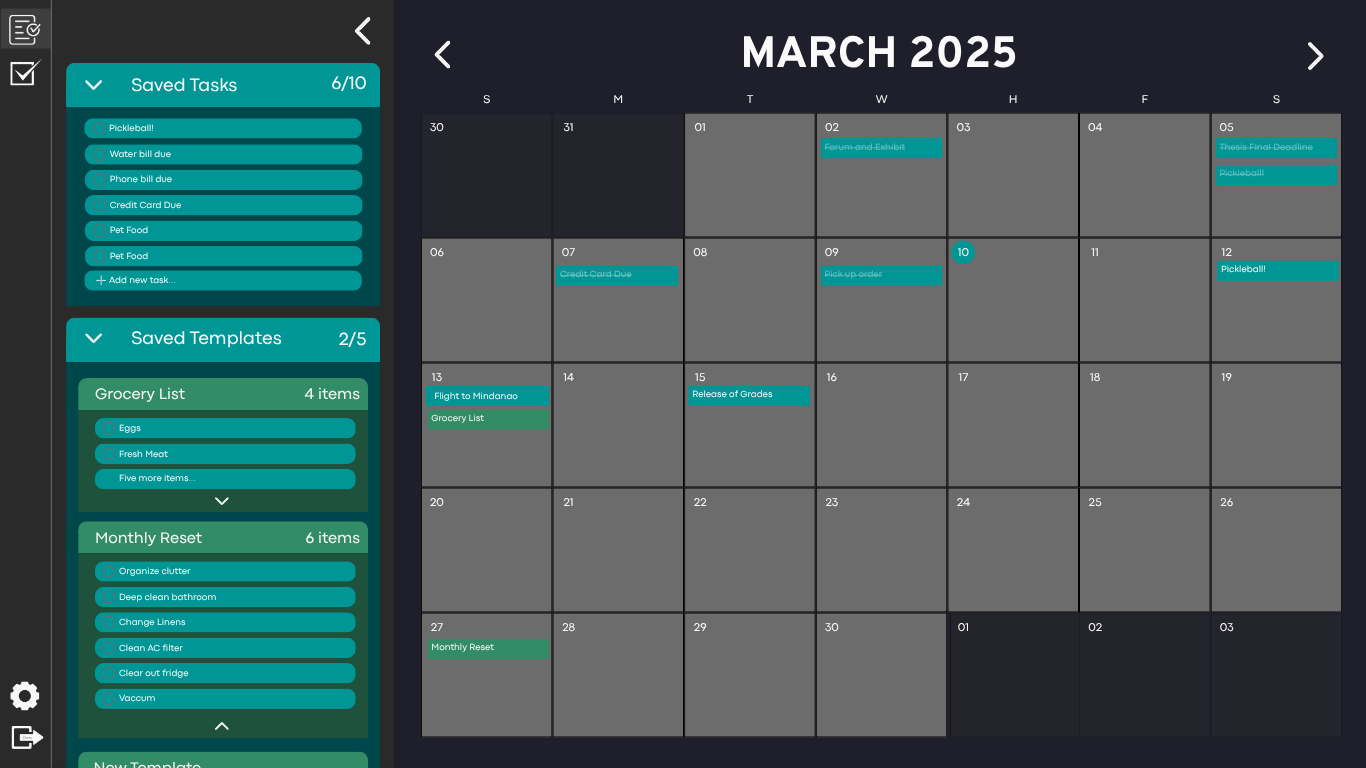 Saved Tasks 6/10
Pickleball!
Water bill due
Phone bill due
Credit Card Due
Pet Food
Pet Food
Add new task...
Saved Templates 2/5
Grocery List 4 items
Eggs
Fresh Meat
Five more items...
Monthly Reset 6 items
Organize clutter
Deep clean bathroom
Change Linens
Clean AC filter
Clear out fridge
Vaccum
New Template
MARCH 2025
S M T W H F S
30 31 01 02 03 04 05
Forum and Exhibit
Thesis FInal Deadline
Pickleball!
06 07 08 09 10 11 12
Credit Card Due
Pick up order
Pickleball!
13 14 15 16 17 18 19
Flight to Mindanao
Grocery List
Release of Grades
20 21 22 23 24 25 26
27 28 29 30 01 02 03
Monthly Reset